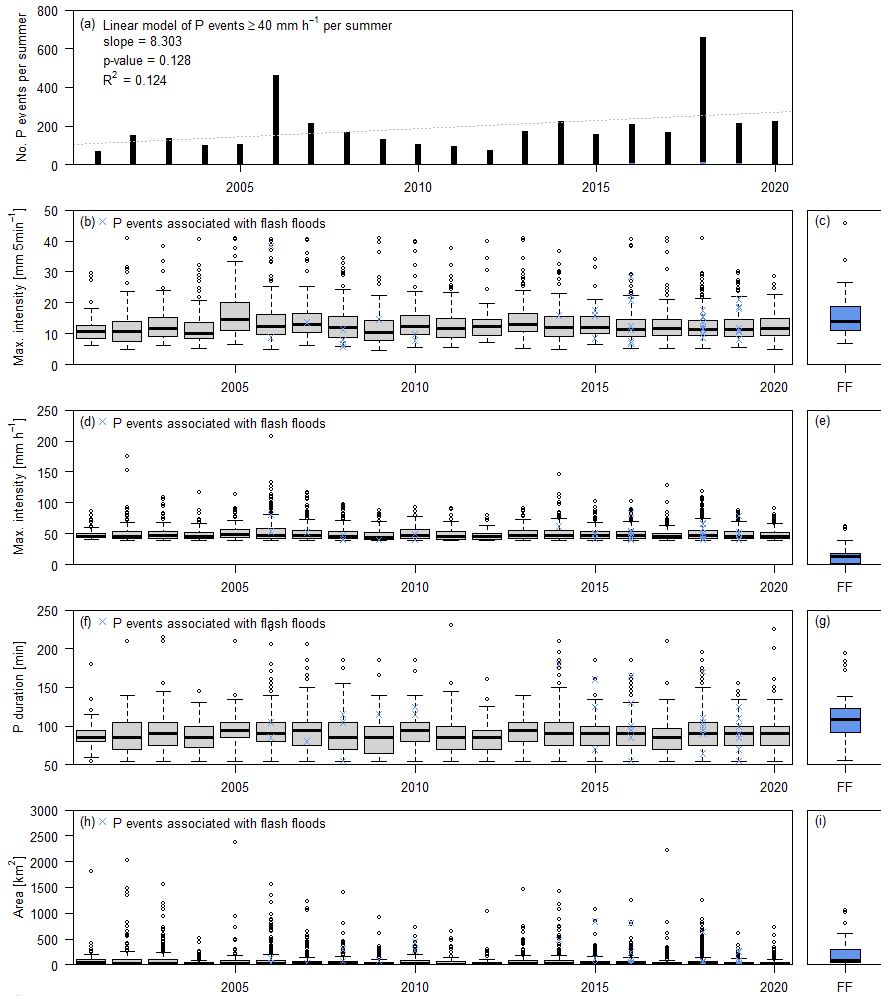 800
600
400
200
0
No. P events per summer
(a) Linear model of P events ≥ 40 mm h⁻¹ per summer
slope = 8.303
p-value = 0.128
R² = 0.124
2005 2010 2015 2020
50
40
30
20
10
0
Max. intensity [mm 5min⁻¹]
(b) × P events associated with flash floods
2005 2010 2015 2020
(c)
FF
250
200
150
100
50
0
Max. intensity [mm h⁻¹]
(d) × P events associated with flash floods
2005 2010 2015 2020
(e)
FF
250
200
150
100
50
P duration [min]
(f) × P events associated with flash floods
2005 2010 2015 2020
(g)
FF
3000
2500
2000
1500
1000
500
0
Area [km²]
(h) × P events associated with flash floods
2005 2010 2015 2020
(i)
FF